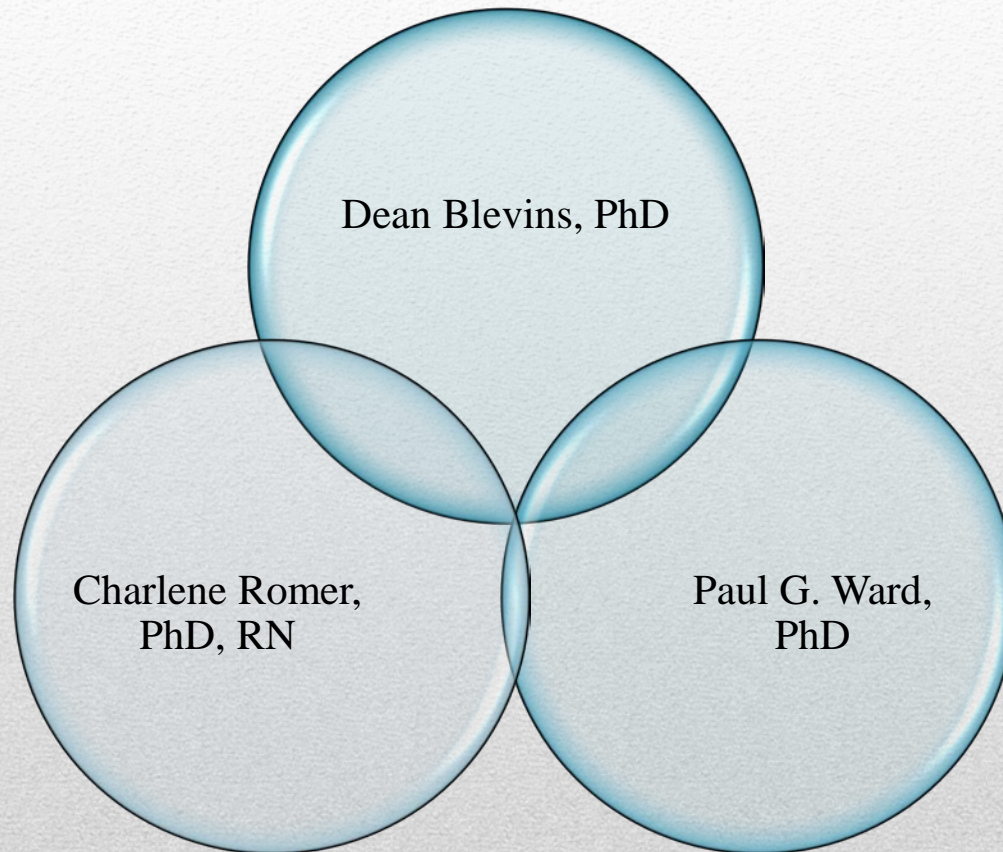 Dean Blevins, PhD
Charlene Romer,
PhD, RN
Paul G. Ward,
PhD